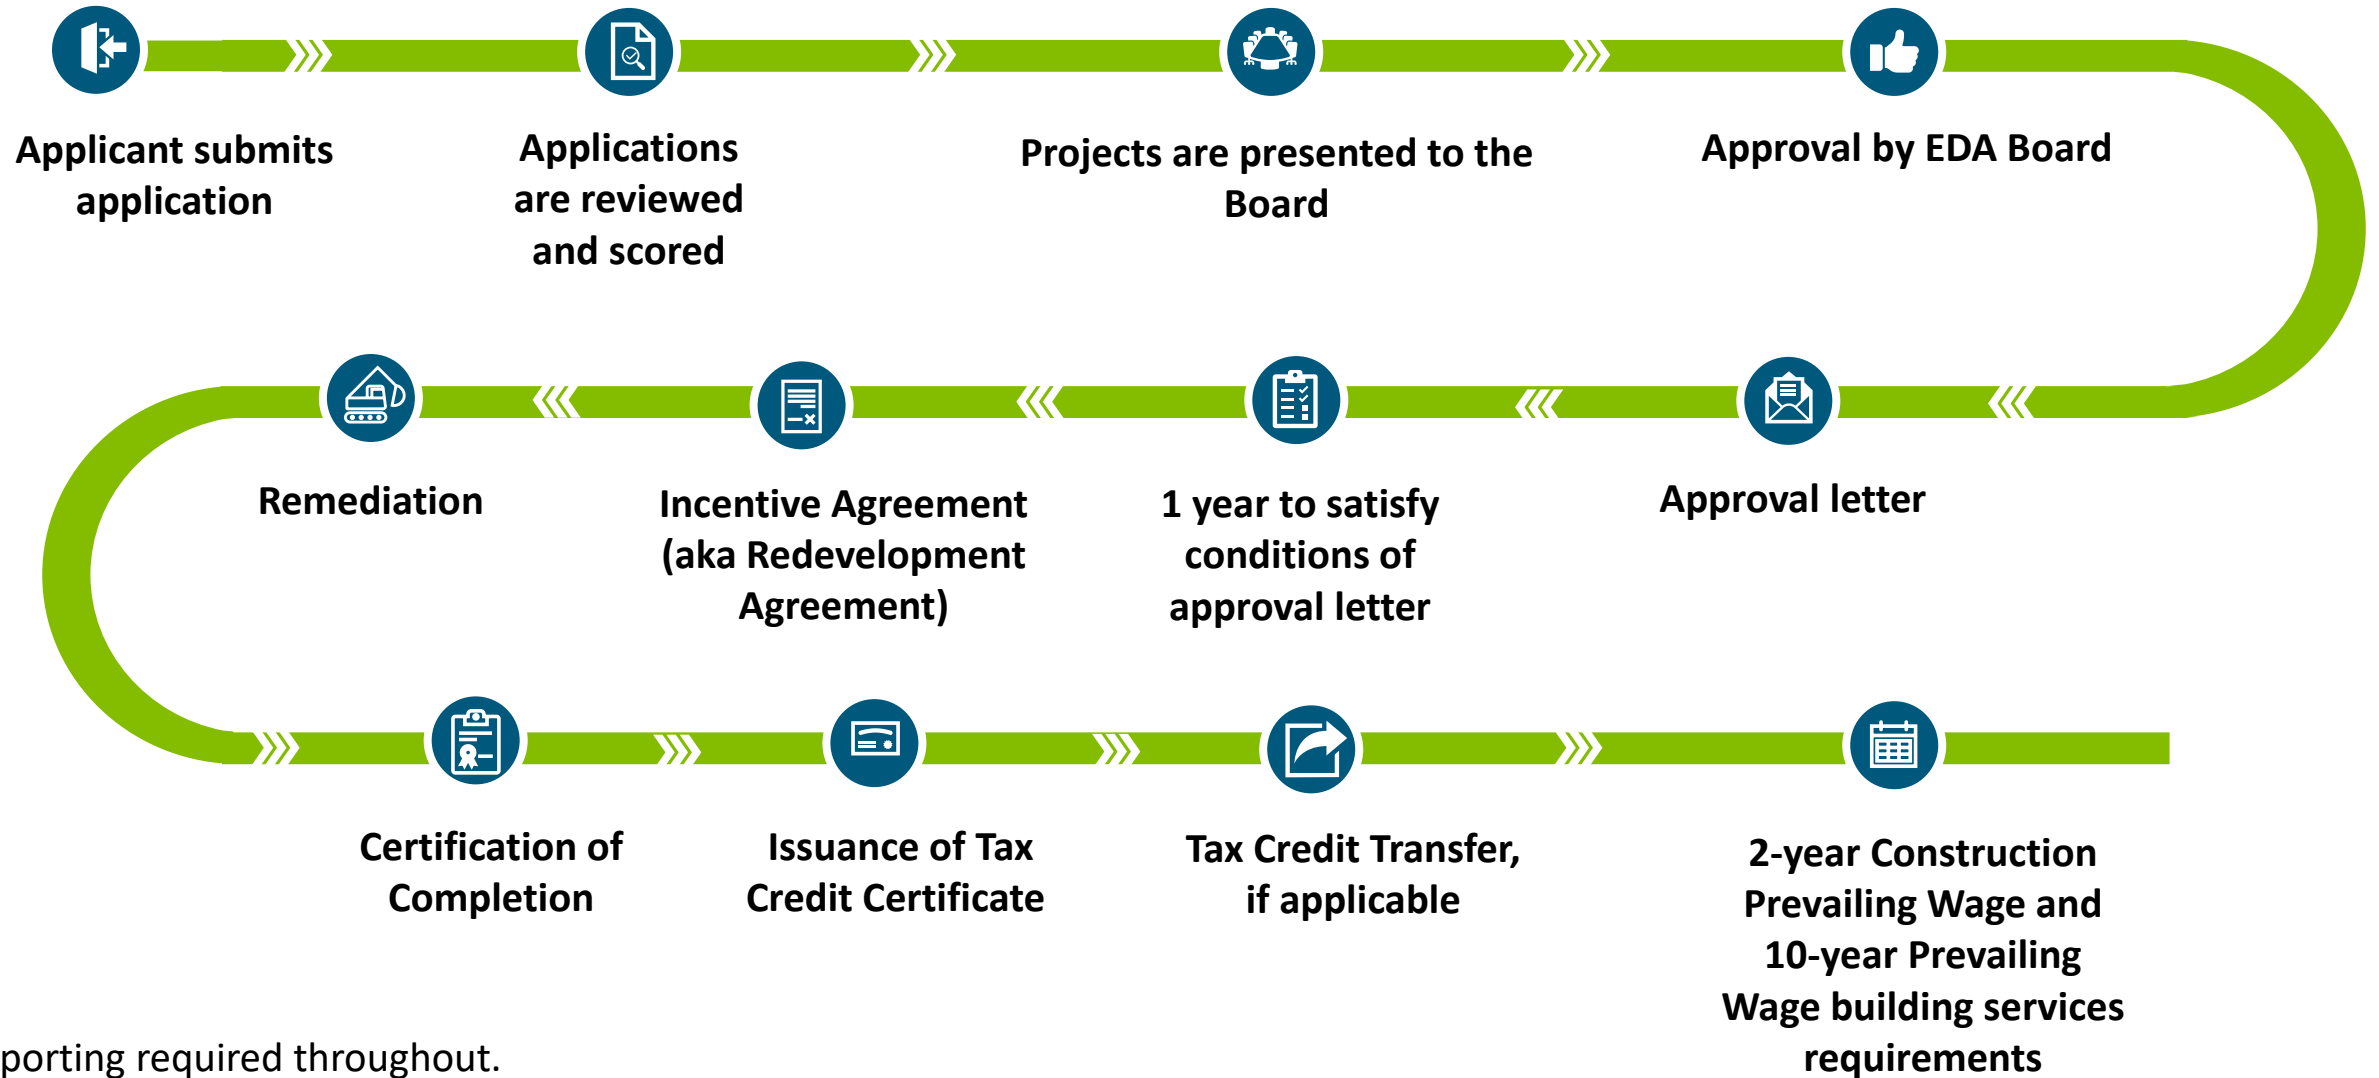 Applicant submits
application
Applications
are reviewed
and scored
Projects are presented to the
Board
Approval by EDA Board
Approval letter
1 year to satisfy
conditions of
approval letter
Incentive Agreement
(aka Redevelopment
Agreement)
Remediation
Certification of
Completion
Issuance of Tax
Credit Certificate
Tax Credit Transfer,
if applicable
2-year Construction
Prevailing Wage and
10-year Prevailing
Wage building services
requirements
porting required throughout.